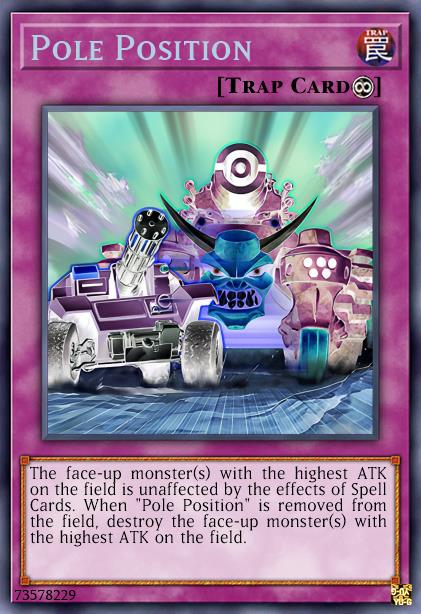 Pole Position
TRAP
罠
[Trap Card]
The face-up monster(s) with the highest ATK
on the field is unaffected by the effects of Spell
Cards. When "Pole Position" is removed from
the field, destroy the face-up monster(s) with
the highest ATK on the field.
73578229